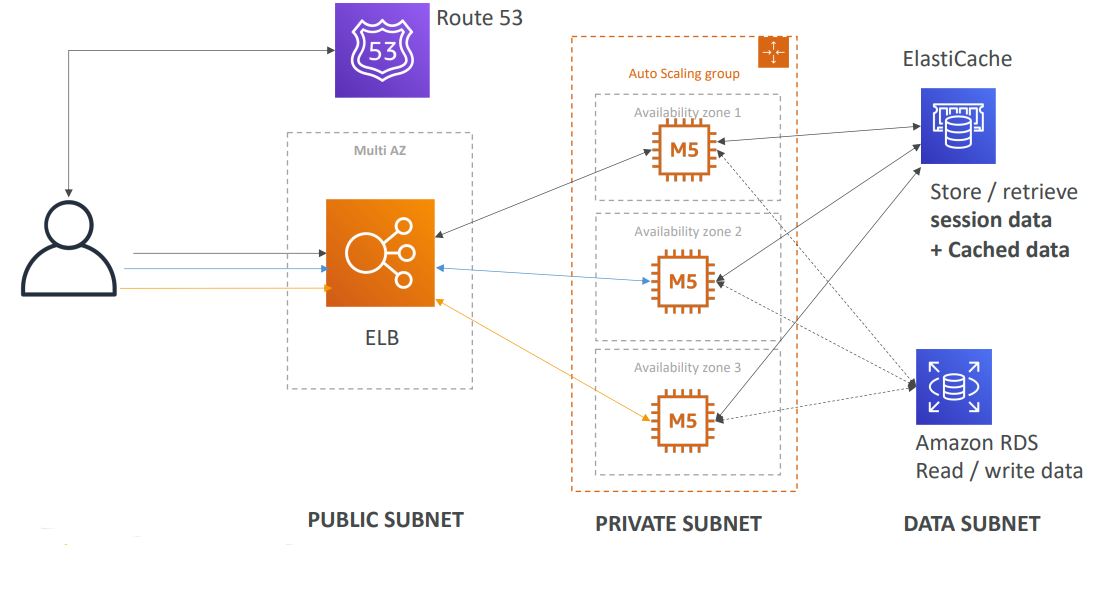 Route 53
53
ElastiCache
Auto Scaling group
Availability zone 1
Multi AZ
M5
Store / retrieve
session data
+ Cached data
Availability zone 2
M5
ELB
Availability zone 3
M5
Amazon RDS
Read / write data
PUBLIC SUBNET
PRIVATE SUBNET
DATA SUBNET